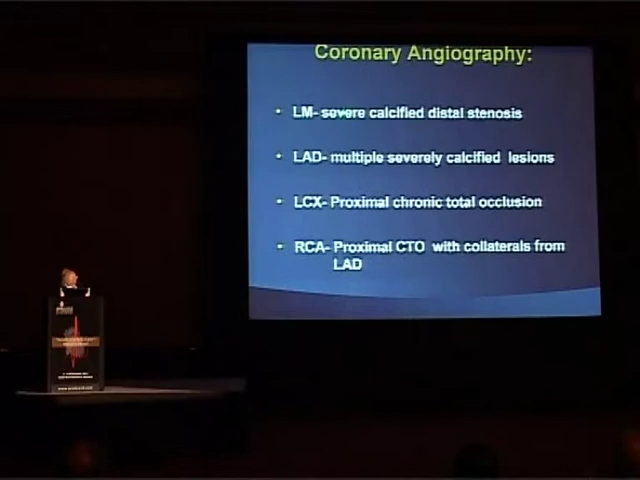 Coronary Angiography:
• LM- severe calcified distal stenosis
• LAD- multiple severely calcified lesions
• LCX- Proximal chronic total occlusion
• RCA- Proximal CTO with collaterals from
LAD